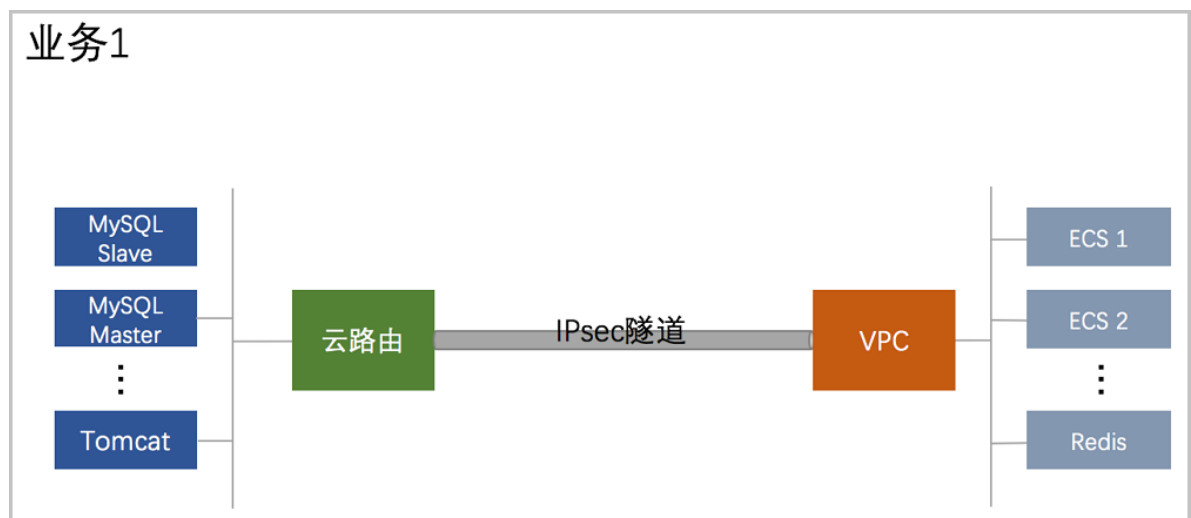 业务1
MySQL
Slave
MySQL
Master
⋮
Tomcat
云路由
IPsec隧道
VPC
ECS 1
ECS 2
⋮
Redis